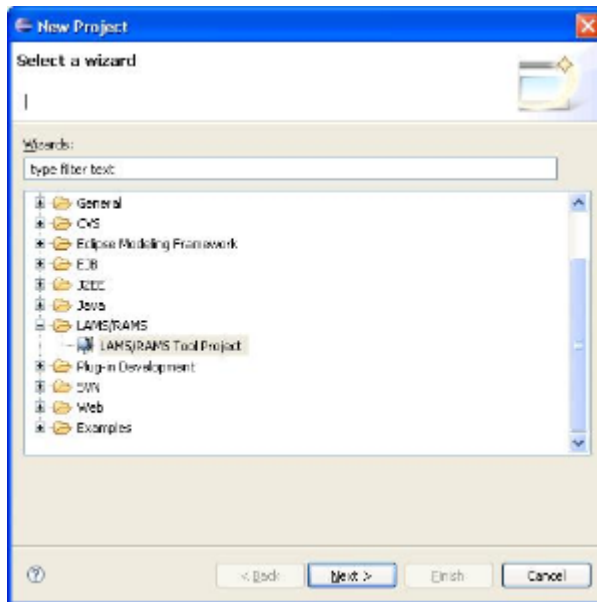 New Project
Select a wizard
Wizards:
type filter text
General
CVS
Eclipse Modeling Framework
EJB
J2EE
Java
LAMS/RAMS
LAMS/RAMS Tool Project
Plug-in Development
SVN
Web
Examples
?
< Back
Next >
Finish
Cancel